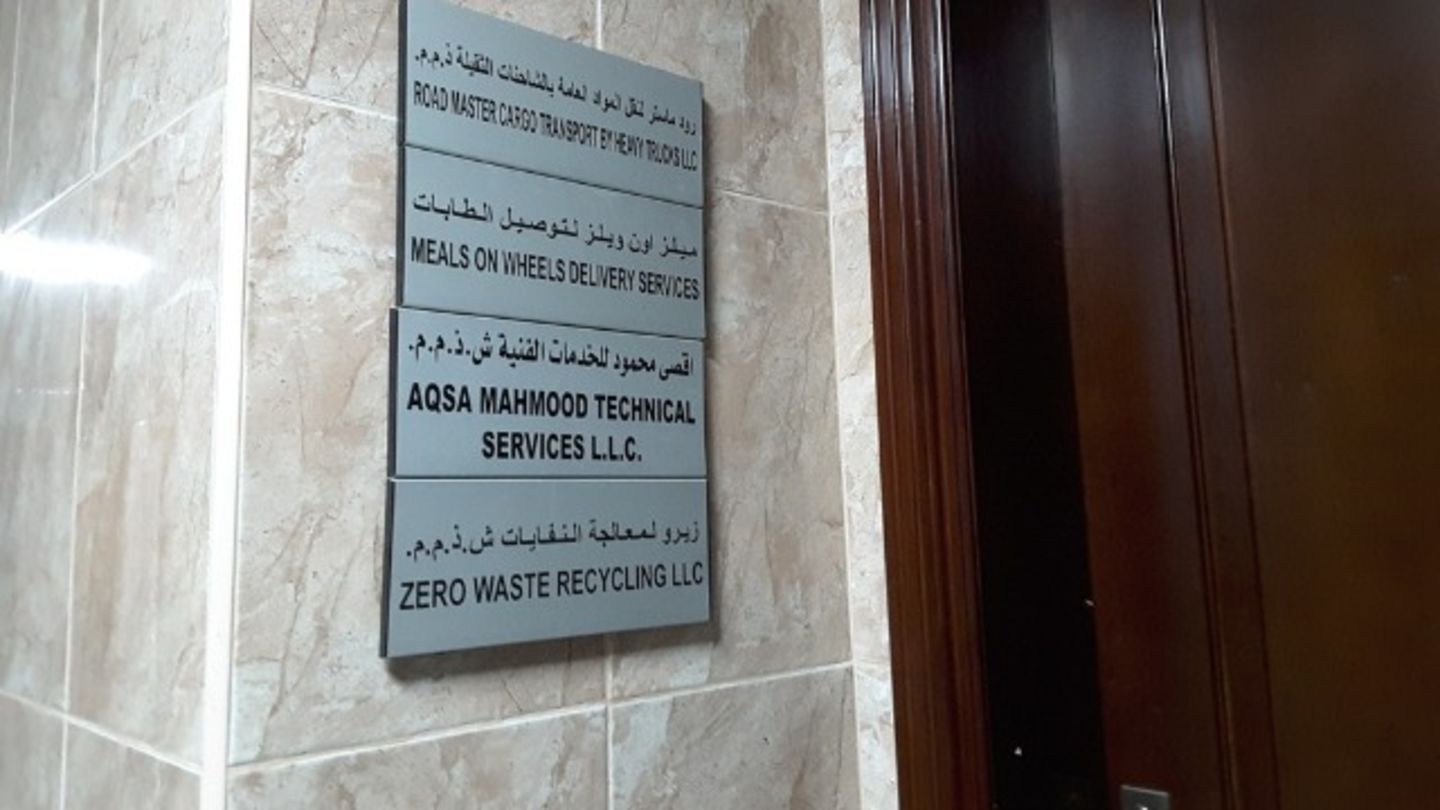 رود ماستر لنقل المواد العامة بالشاحنات الثقيلة ذ.م.م.
ROAD MASTER CARGO TRANSPORT BY HEAVY TRUCKS LLC
ميلز اون ويلز لتوصيل الطابات
MEALS ON WHEELS DELIVERY SERVICES
اقصى محمود للخدمات الفنية ش.ذ.م.م.
AQSA MAHMOOD TECHNICAL
SERVICES L.L.C.
زيرو لمعالجة النفايات ش.ذ.م.م.
ZERO WASTE RECYCLING LLC